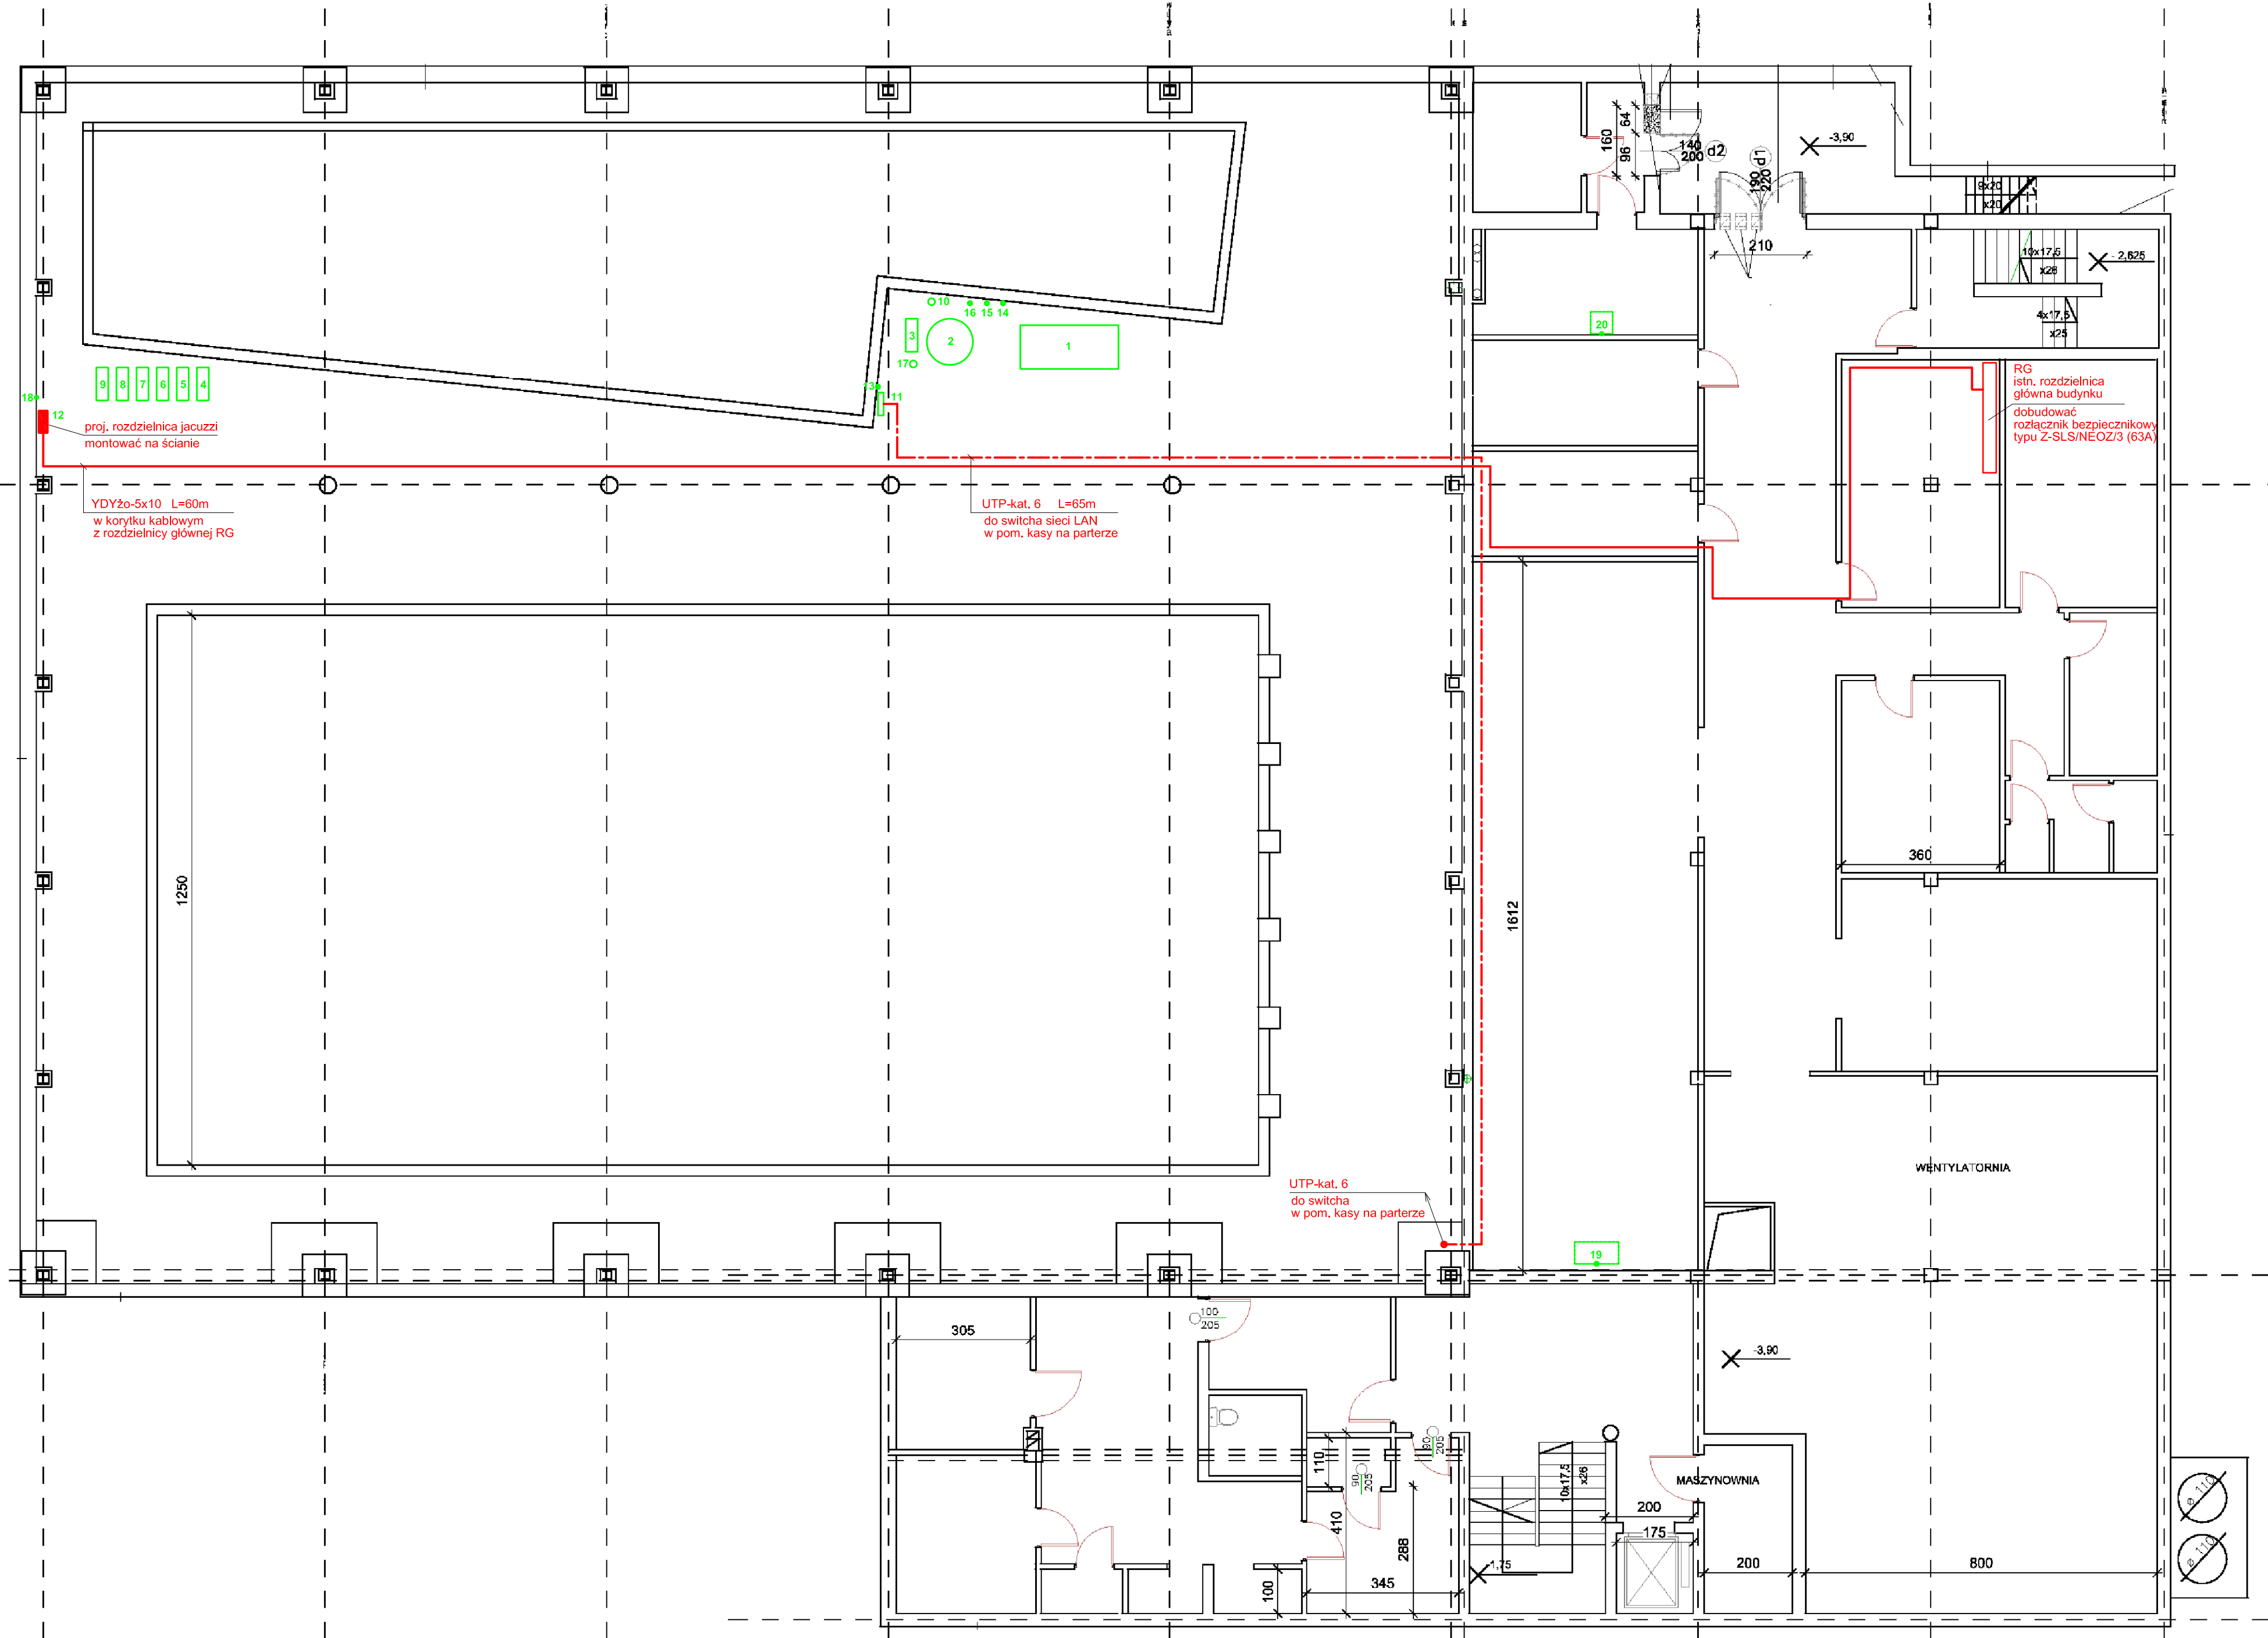 64
160
96
140
200
d2
d1
190
220
-3,90
9x20
x20
210
10x17,5
x26
- 2,625
4x17,5
x25
10
16 15 14
3
2
1
17
20
9 8 7 6 5 4
18
12
13
11
proj. rozdzielnica jacuzzi
montować na ścianie
RG
istn. rozdzielnica
główna budynku
dobudować
rozłącznik bezpiecznikowy
typu Z-SLS/NEOZ/3 (63A)
YDYżo-5x10 L=60m
w korytku kablowym
z rozdzielnicy głównej RG
UTP-kat. 6 L=65m
do switcha sieci LAN
w pom. kasy na parterze
1250
1612
360
WENTYLATORNIA
UTP-kat. 6
do switcha
w pom. kasy na parterze
19
305
100
205
-3,90
90
205
110
90
205
410
288
345
100
10x17,5
x26
-1,75
MASZYNOWNIA
200
175
200
800
ø 110
ø 110